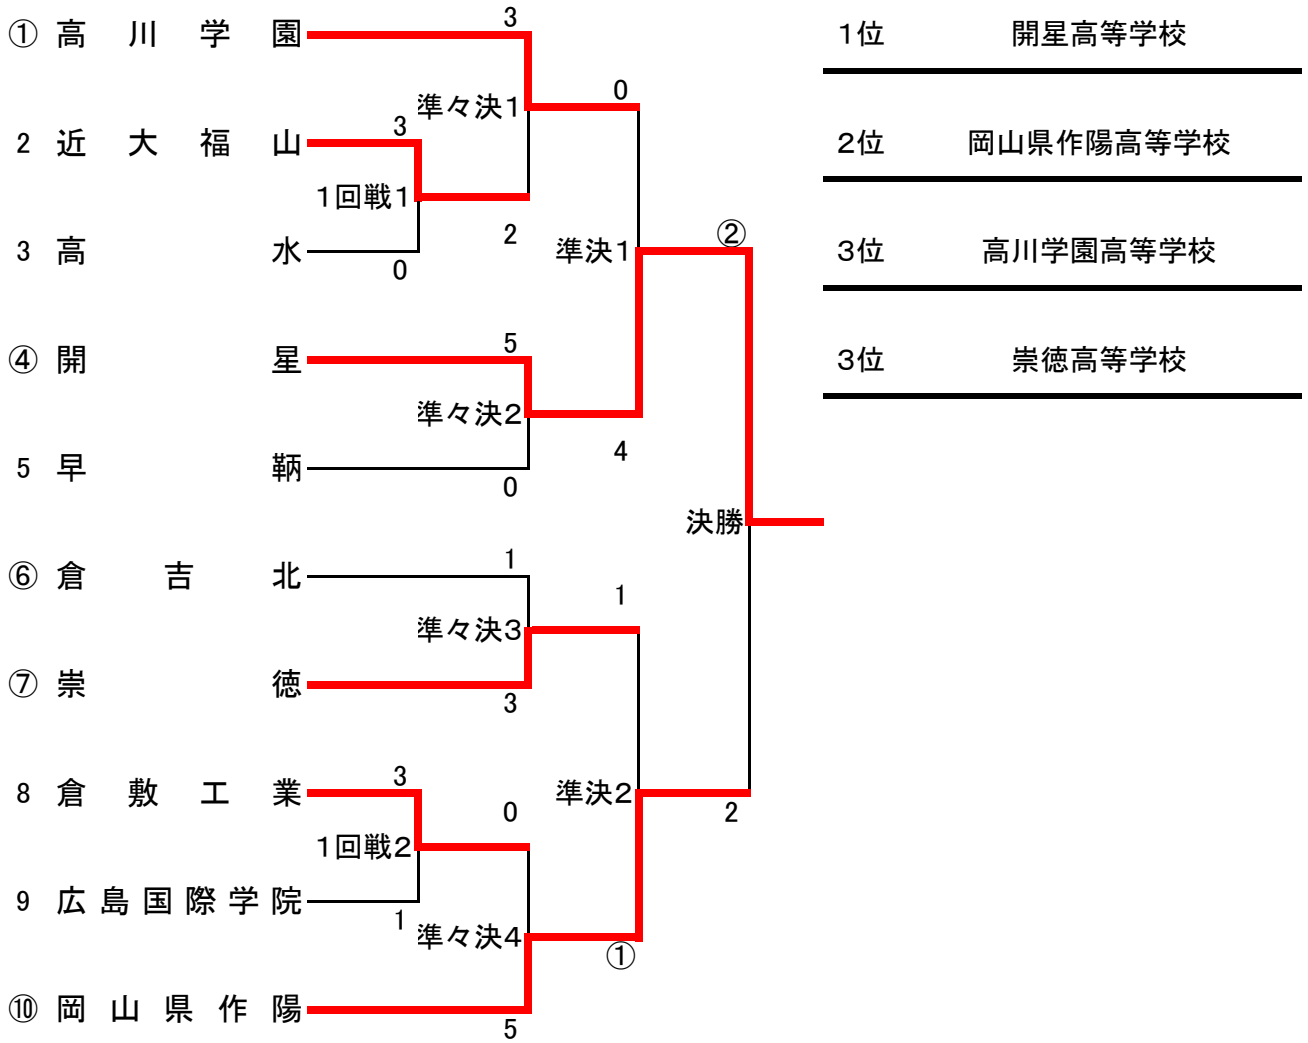 ① 高川学園
3
準々決1
0
2 近大福山
3
1回戦1
2
3 高水
0
準決1
②
④ 開星
5
準々決2
4
5 早鞆
0
決勝
⑥ 倉吉北
1
準々決3
1
⑦ 崇徳
3
8 倉敷工業
3
0
準決2
2
1回戦2
9 広島国際学院
1
準々決4
①
⑩ 岡山県作陽
5
1位 開星高等学校
2位 岡山県作陽高等学校
3位 高川学園高等学校
3位 崇徳高等学校